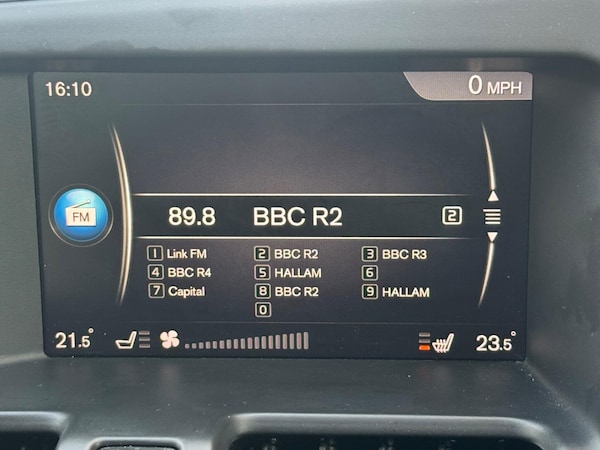 16:10 0 MPH
FM 89.8 BBC R2 2
1 Link FM 2 BBC R2 3 BBC R3
4 BBC R4 5 HALLAM 6
7 Capital 8 BBC R2 9 HALLAM
0
21.5° 23.5°